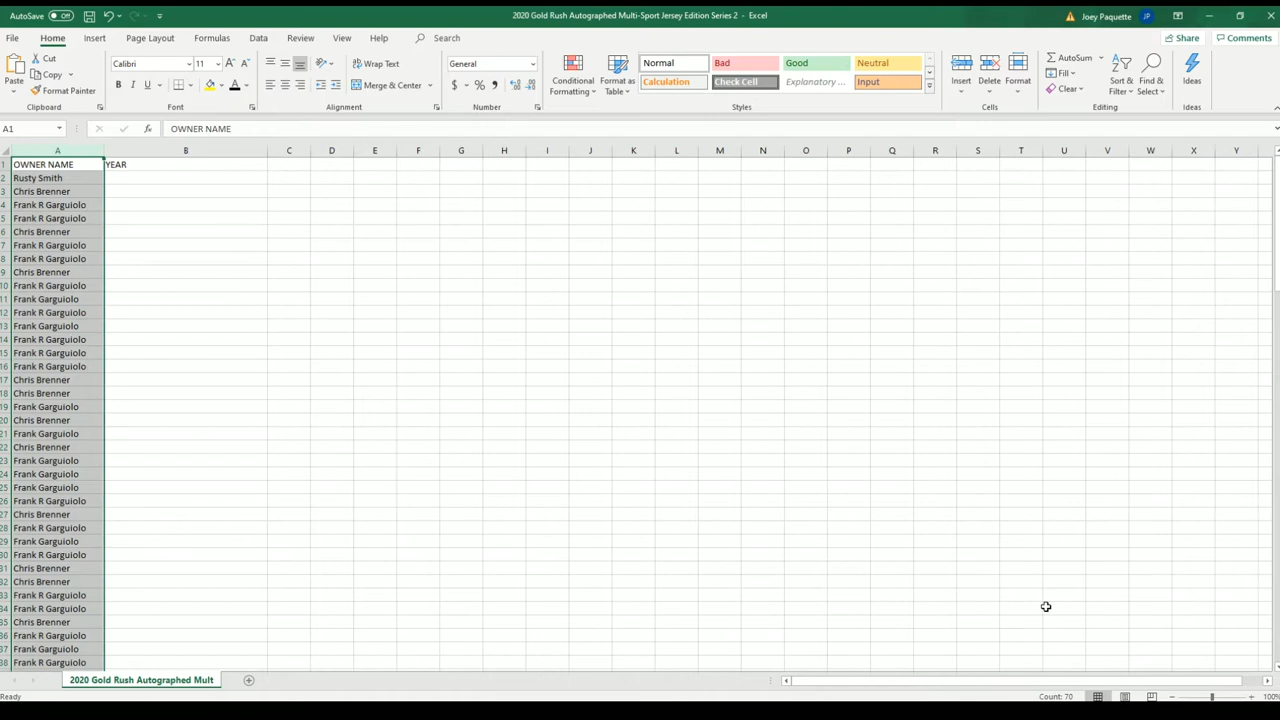 AutoSave Off 2020 Gold Rush Autographed Multi-Sport Jersey Edition Series 2 - Excel Joey Paquette JP
File Home Insert Page Layout Formulas Data Review View Help Search Share Comments
Paste Cut Copy Format Painter Clipboard
Calibri 11 A A B I U A Font
ab Wrap Text Merge & Center Alignment
General $ % Number
Conditional Formatting Format as Table Normal Bad Good Neutral Calculation Check Cell Explanatory ... Input Styles
Insert Delete Format Cells
AutoSum Fill Clear Sort & Filter Find & Select Editing
Ideas Ideas
A1 fx OWNER NAME
A B C D E F G H I J K L M N O P Q R S T U V W X Y
1 OWNER NAME YEAR
2 Rusty Smith
3 Chris Brenner
4 Frank R Garguiolo
5 Frank R Garguiolo
6 Chris Brenner
7 Frank R Garguiolo
8 Frank R Garguiolo
9 Chris Brenner
10 Frank R Garguiolo
11 Frank Garguiolo
12 Frank R Garguiolo
13 Frank Garguiolo
14 Frank R Garguiolo
15 Frank R Garguiolo
16 Frank R Garguiolo
17 Chris Brenner
18 Chris Brenner
19 Frank Garguiolo
20 Chris Brenner
21 Frank Garguiolo
22 Chris Brenner
23 Frank Garguiolo
24 Frank Garguiolo
25 Frank Garguiolo
26 Frank R Garguiolo
27 Chris Brenner
28 Frank R Garguiolo
29 Frank Garguiolo
30 Frank R Garguiolo
31 Chris Brenner
32 Chris Brenner
33 Frank R Garguiolo
34 Frank R Garguiolo
35 Chris Brenner
36 Frank R Garguiolo
37 Frank Garguiolo
38 Frank R Garguiolo
2020 Gold Rush Autographed Mult
Ready Count: 70 100%